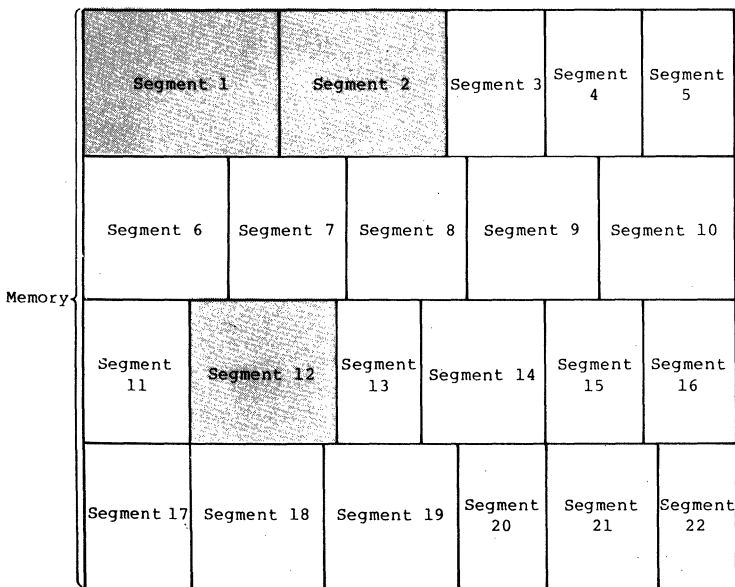 Segment 1
Segment 2
Segment 3
Segment
4
Segment
5
Segment 6
Segment 7
Segment 8
Segment 9
Segment 10
Memory
Segment
11
Segment 12
Segment
13
Segment 14
Segment
15
Segment
16
Segment 17
Segment 18
Segment 19
Segment
20
Segment
21
Segment
22